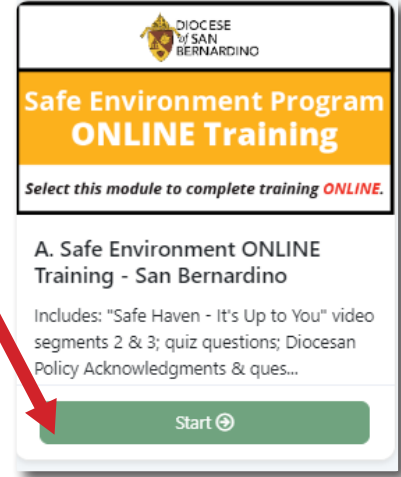 DIOCESE
of SAN
BERNARDINO
Safe Environment Program
ONLINE Training
Select this module to complete training ONLINE.
A. Safe Environment ONLINE
Training - San Bernardino
Includes: "Safe Haven - It's Up to You" video
segments 2 & 3; quiz questions; Diocesan
Policy Acknowledgments & ques...
Start